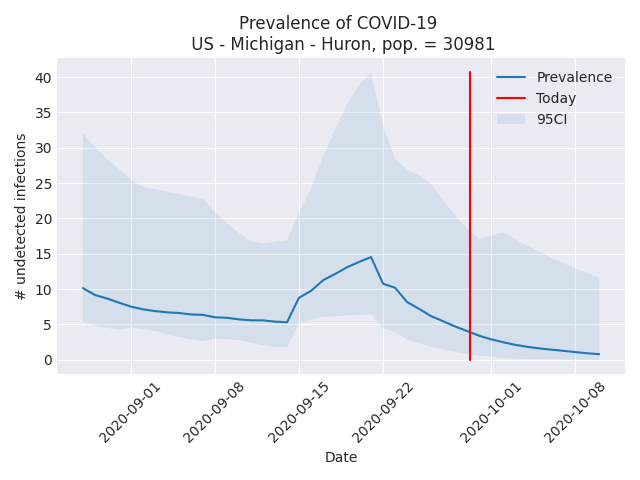 Prevalence of COVID-19
US - Michigan - Huron, pop. = 30981
Prevalence
Today
95CI
# undetected infections
40
35
30
25
20
15
10
5
0
2020-09-01
2020-09-08
2020-09-15
2020-09-22
2020-10-01
2020-10-08
Date